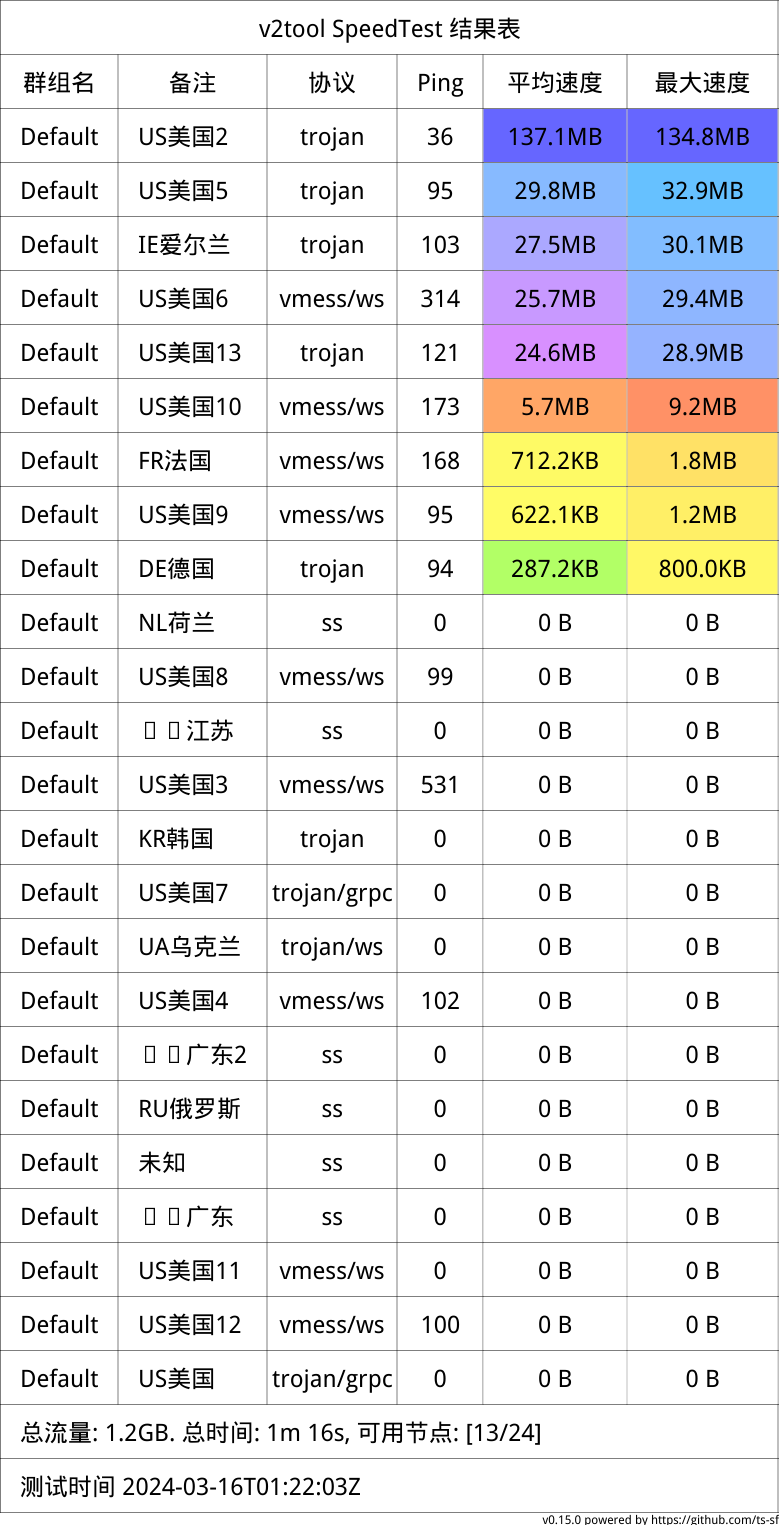 v2tool SpeedTest 结果表
群组名 备注 协议 Ping 平均速度 最大速度
Default US美国2 trojan 36 137.1MB 134.8MB
Default US美国5 trojan 95 29.8MB 32.9MB
Default IE爱尔兰 trojan 103 27.5MB 30.1MB
Default US美国6 vmess/ws 314 25.7MB 29.4MB
Default US美国13 trojan 121 24.6MB 28.9MB
Default US美国10 vmess/ws 173 5.7MB 9.2MB
Default FR法国 vmess/ws 168 712.2KB 1.8MB
Default US美国9 vmess/ws 95 622.1KB 1.2MB
Default DE德国 trojan 94 287.2KB 800.0KB
Default NL荷兰 ss 0 0 B 0 B
Default US美国8 vmess/ws 99 0 B 0 B
Default 江苏 ss 0 0 B 0 B
Default US美国3 vmess/ws 531 0 B 0 B
Default KR韩国 trojan 0 0 B 0 B
Default US美国7 trojan/grpc 0 0 B 0 B
Default UA乌克兰 trojan/ws 0 0 B 0 B
Default US美国4 vmess/ws 102 0 B 0 B
Default 广东2 ss 0 0 B 0 B
Default RU俄罗斯 ss 0 0 B 0 B
Default 未知 ss 0 0 B 0 B
Default 广东 ss 0 0 B 0 B
Default US美国11 vmess/ws 0 0 B 0 B
Default US美国12 vmess/ws 100 0 B 0 B
Default US美国 trojan/grpc 0 0 B 0 B
总流量: 1.2GB. 总时间: 1m 16s, 可用节点: [13/24]
测试时间 2024-03-16T01:22:03Z
v0.15.0 powered by https://github.com/ts-sf